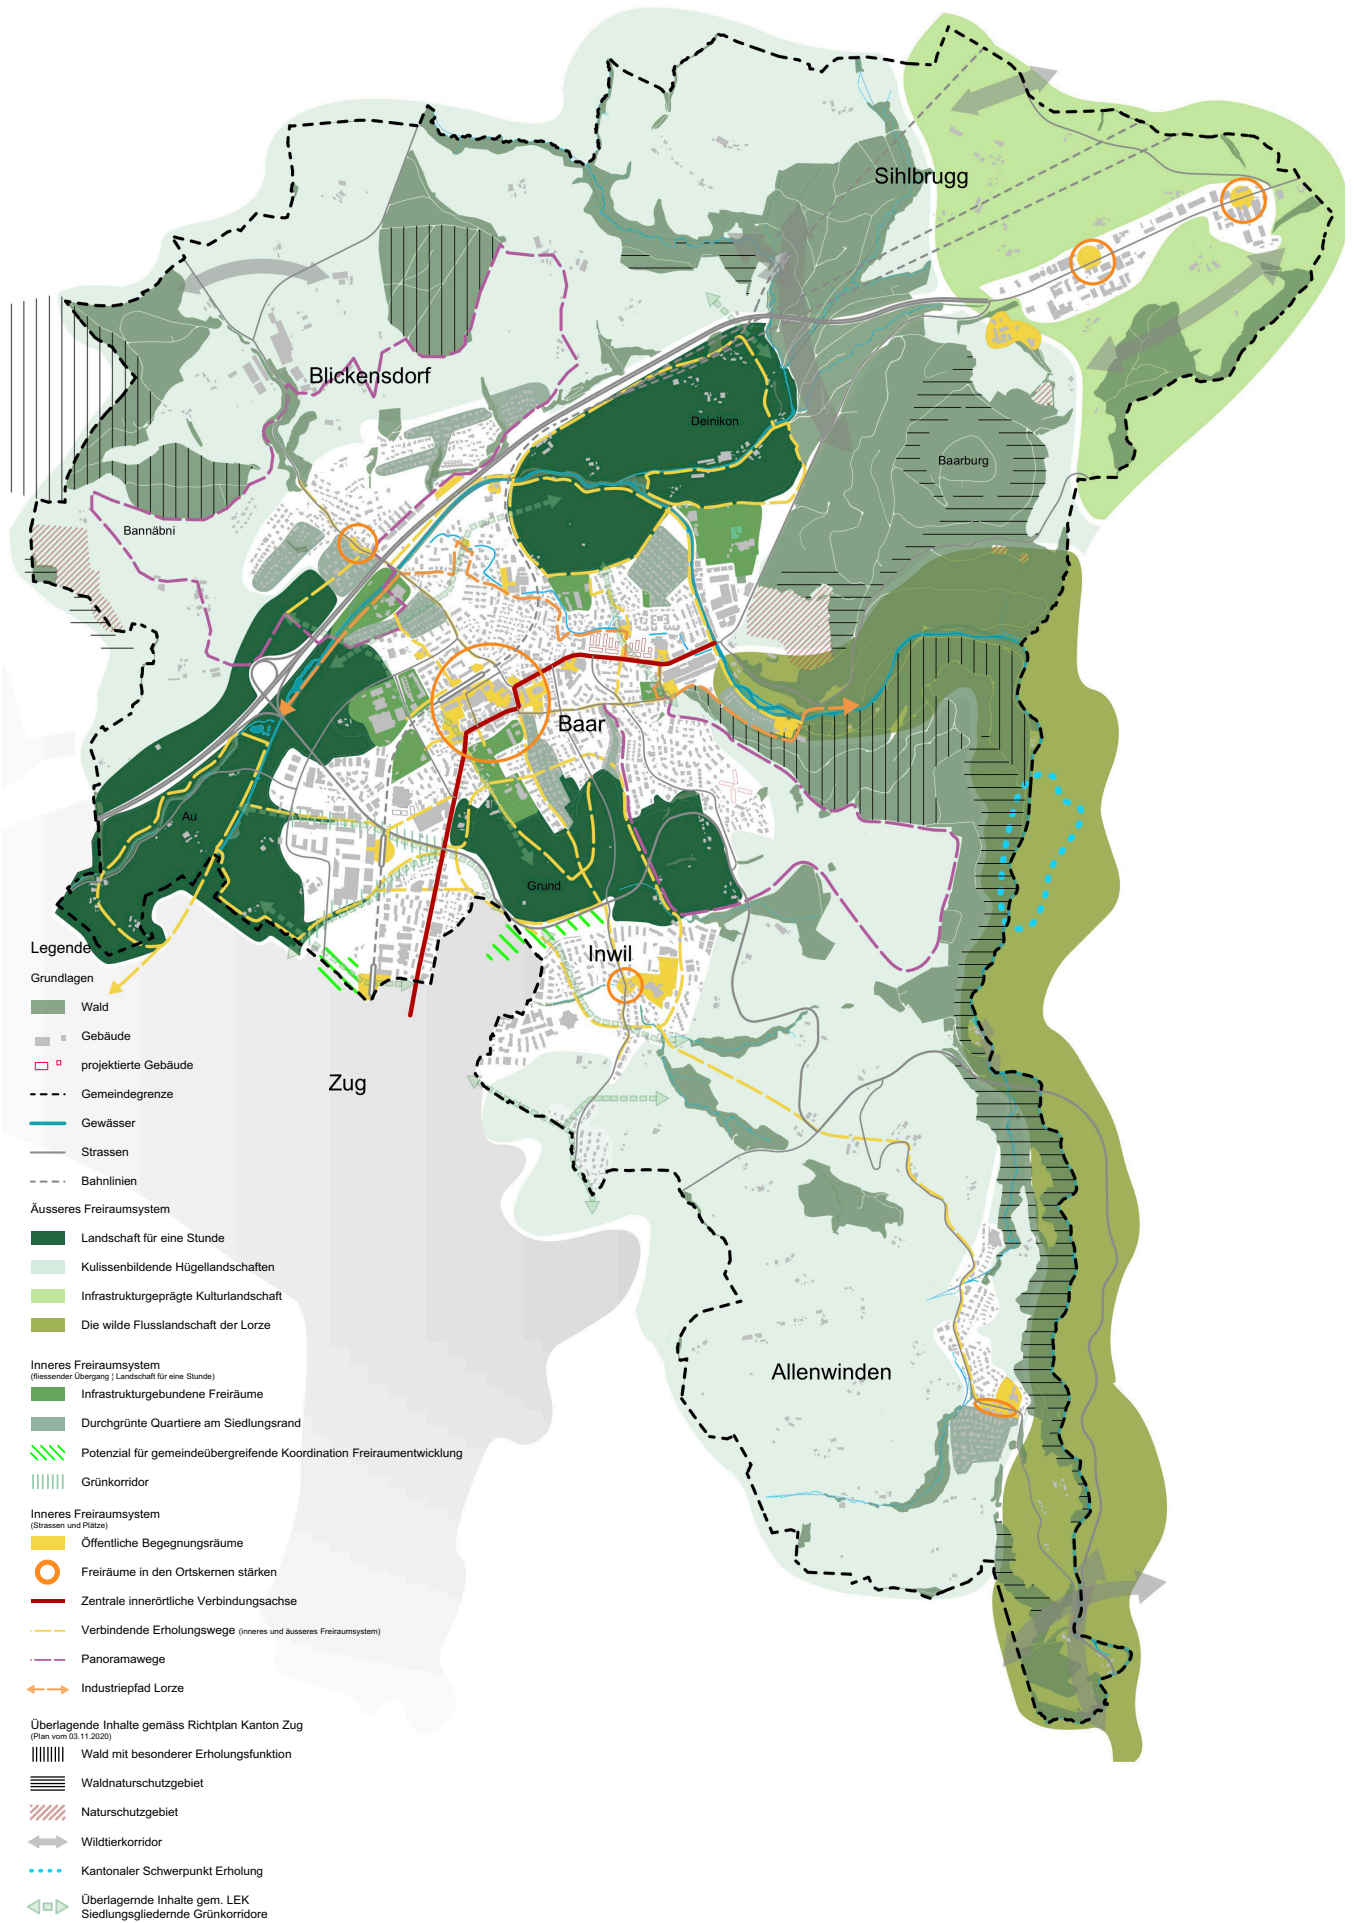 Sihlbrugg
Blickensdorf
Deinikon
Baarburg
Bannäbni
Baar
Au
Grund
Inwil
Zug
Allenwinden
Legende
Grundlagen
Wald
Gebäude
projektierte Gebäude
Gemeindegrenze
Gewässer
Strassen
Bahnlinien
Äusseres Freiraumsystem
Landschaft für eine Stunde
Kulissenbildende Hügellandschaften
Infrastrukturgeprägte Kulturlandschaft
Die wilde Flusslandschaft der Lorze
Inneres Freiraumsystem
(fliessender Übergang ¦ Landschaft für eine Stunde)
Infrastrukturgebundene Freiräume
Durchgrünte Quartiere am Siedlungsrand
Potenzial für gemeindeübergreifende Koordination Freiraumentwicklung
Grünkorridor
Inneres Freiraumsystem
(Strassen und Plätze)
Öffentliche Begegnungsräume
Freiräume in den Ortskernen stärken
Zentrale innerörtliche Verbindungsachse
Verbindende Erholungswege (inneres und äusseres Freiraumsystem)
Panoramawege
Industriepfad Lorze
Überlagende Inhalte gemäss Richtplan Kanton Zug
(Plan vom 03.11.2020)
Wald mit besonderer Erholungsfunktion
Waldnaturschutzgebiet
Naturschutzgebiet
Wildtierkorridor
Kantonaler Schwerpunkt Erholung
Überlagernde Inhalte gem. LEK
Siedlungsgliedernde Grünkorridore